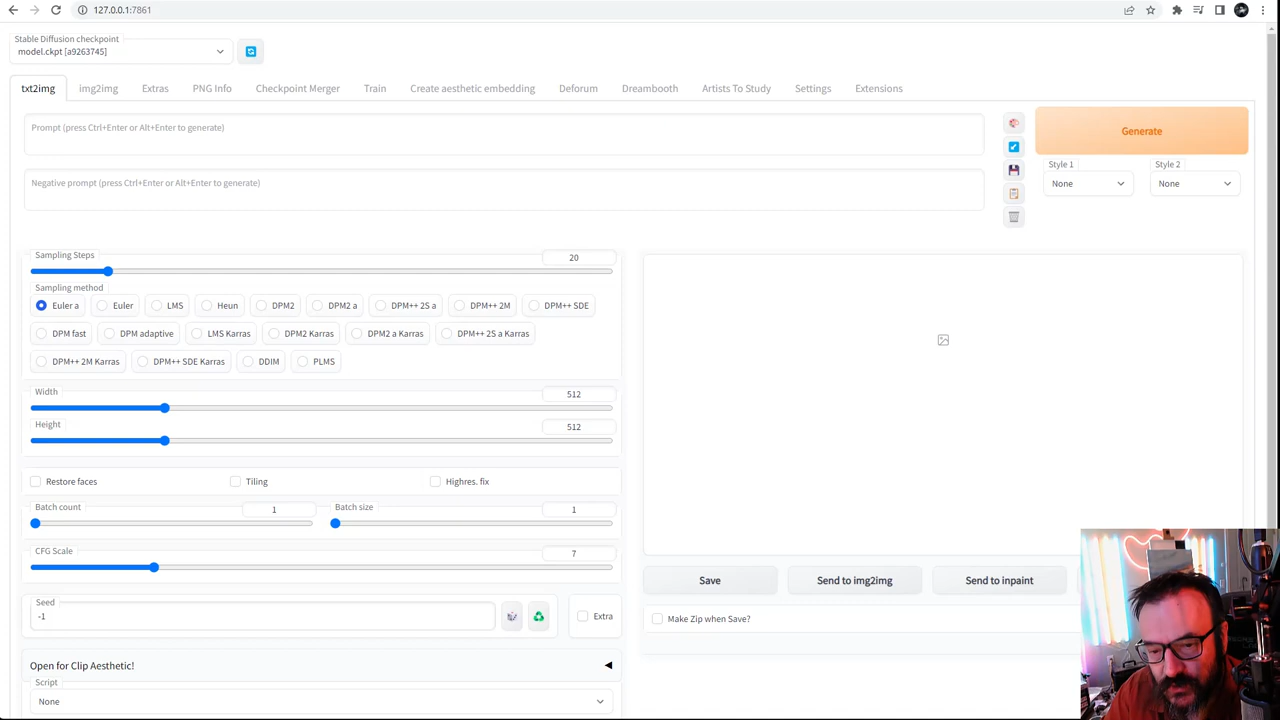 127.0.0.1:7861
Stable Diffusion checkpoint
model.ckpt [a9263745]
txt2img img2img Extras PNG Info Checkpoint Merger Train Create aesthetic embedding Deforum Dreambooth Artists To Study Settings Extensions
Prompt (press Ctrl+Enter or Alt+Enter to generate)
Generate
Negative prompt (press Ctrl+Enter or Alt+Enter to generate)
Style 1 Style 2
None None
Sampling Steps 20
Sampling method
Euler a Euler LMS Heun DPM2 DPM2 a DPM++ 2S a DPM++ 2M DPM++ SDE
DPM fast DPM adaptive LMS Karras DPM2 Karras DPM2 a Karras DPM++ 2S a Karras
DPM++ 2M Karras DPM++ SDE Karras DDIM PLMS
Width 512
Height 512
Restore faces Tiling Highres. fix
Batch count 1 Batch size 1
CFG Scale 7
Seed
-1
Extra
Save Send to img2img Send to inpaint
Make Zip when Save?
Open for Clip Aesthetic!
Script
None